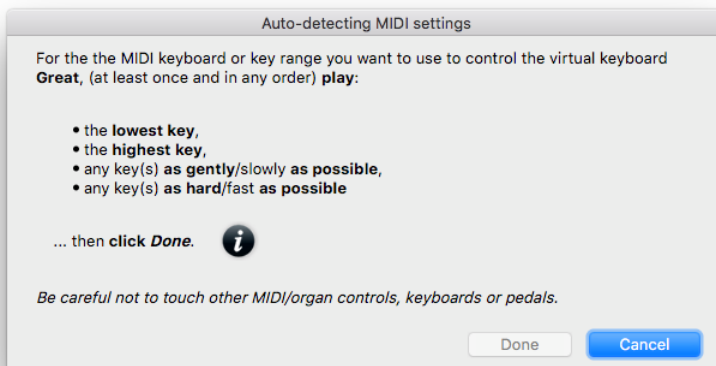 Auto-detecting MIDI settings
For the the MIDI keyboard or key range you want to use to control the virtual keyboard
Great, (at least once and in any order) play:
• the lowest key,
• the highest key,
• any key(s) as gently/slowly as possible,
• any key(s) as hard/fast as possible
... then click Done.
Be careful not to touch other MIDI/organ controls, keyboards or pedals.
Done Cancel